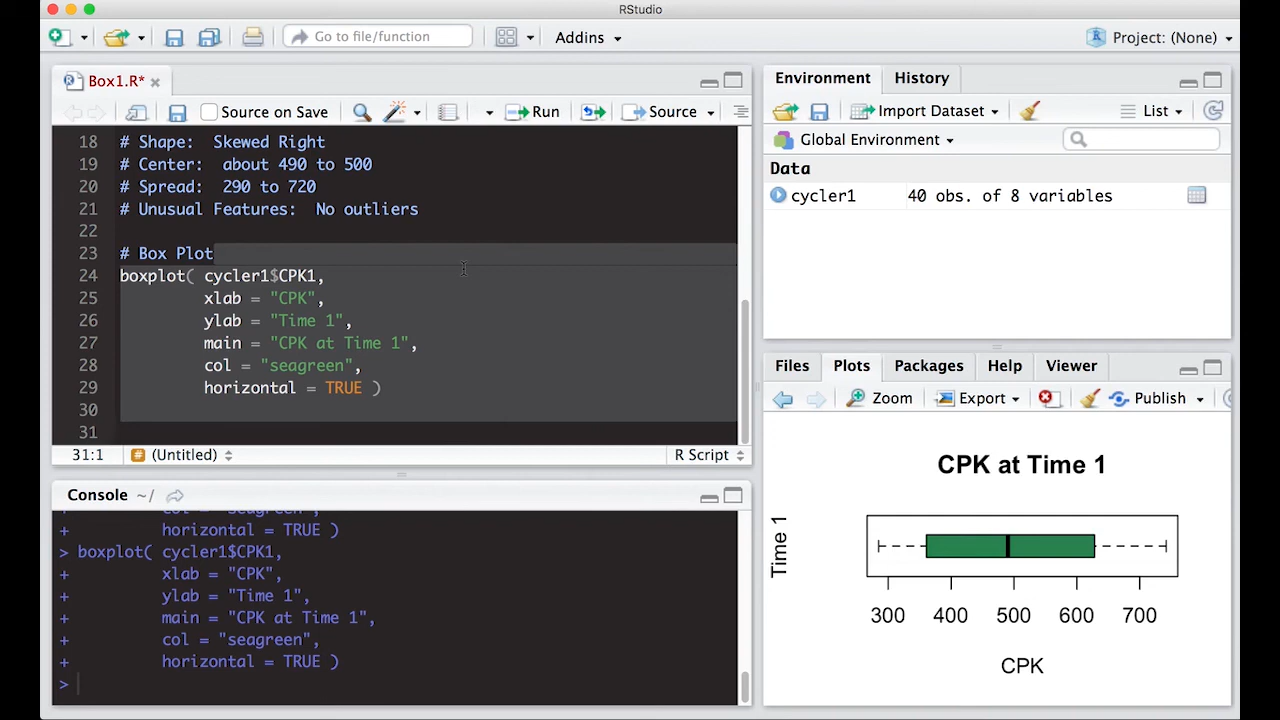 RStudio
Go to file/function
Addins
Project: (None)
Box1.R*
Source on Save
Run
Source
18 # Shape:  Skewed Right
19 # Center:  about 490 to 500
20 # Spread:  290 to 720
21 # Unusual Features:  No outliers
22
23 # Box Plot
24 boxplot( cycler1$CPK1,
25 xlab = "CPK",
26 ylab = "Time 1",
27 main = "CPK at Time 1",
28 col = "seagreen",
29 horizontal = TRUE )
30
31
31:1 # (Untitled) R Script
Console ~/
+ col = "seagreen",
+ horizontal = TRUE )
> boxplot( cycler1$CPK1,
+ xlab = "CPK",
+ ylab = "Time 1",
+ main = "CPK at Time 1",
+ col = "seagreen",
+ horizontal = TRUE )
>
Environment History
Import Dataset List
Global Environment
Data
cycler1 40 obs. of 8 variables
Files Plots Packages Help Viewer
Zoom Export Publish
CPK at Time 1
Time 1
300 400 500 600 700
CPK